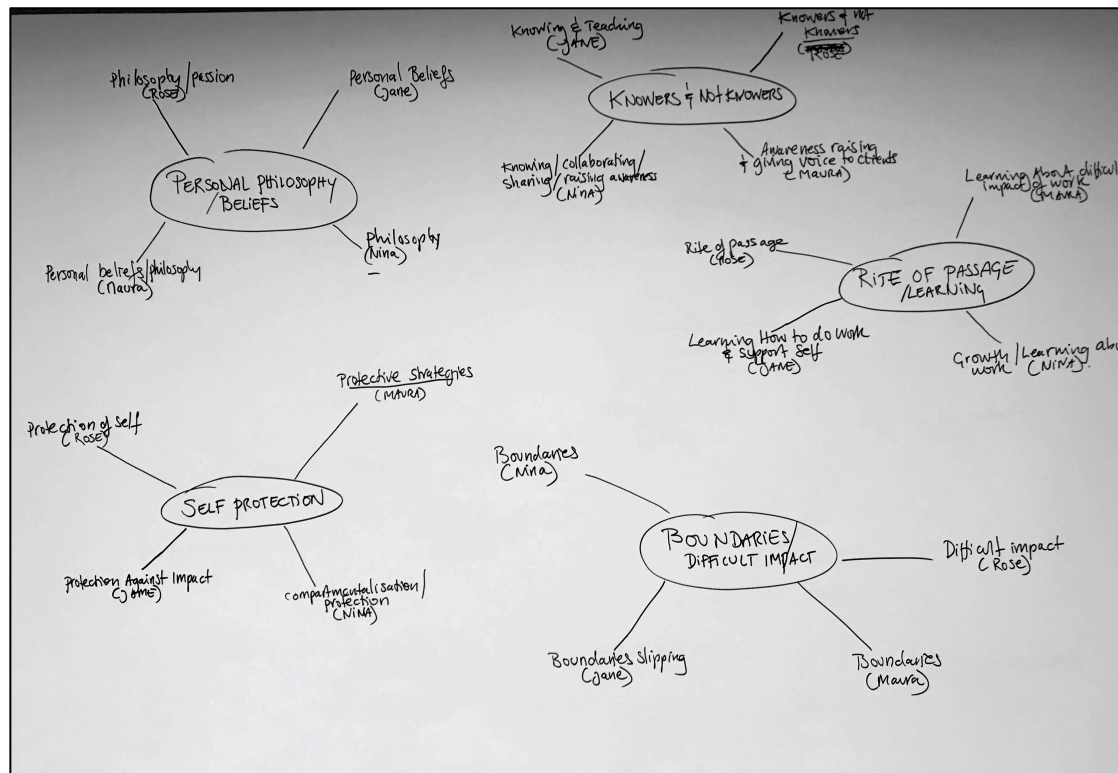 Philosophy/passion
(ROSE)
Personal Beliefs
(Jane)
PERSONAL PHILOSOPHY
/BELIEFS
Personal beliefs/philosophy
(Maura)
Philosophy
(Nina)
Knowing & Teaching
(JANE)
Knowers & not
Knowers
(Rose)
KNOWERS & NOT KNOWERS
Knowing/collaborating/
sharing/raising awareness
(NINA)
Awareness raising
& giving voice to clients
(MAURA)
Learning About difficul
impact of work
(MAURA)
Rite of passage
(ROSE)
RITE OF PASSAGE
/LEARNING
Learning How to do work
& support self
(JANE)
Growth/Learning abo
work (NINA).
Protective strategies
(MAURA)
Protection of Self
(ROSE)
SELF PROTECTION
Protection Against Impact
(JANE)
compartmentalisation/
protection
(NINA)
Boundaries
(Nina)
BOUNDARIES/
DIFFICULT IMPACT
Difficult impact
(Rose)
Boundaries slipping
(Jane)
Boundaries
(Maura)